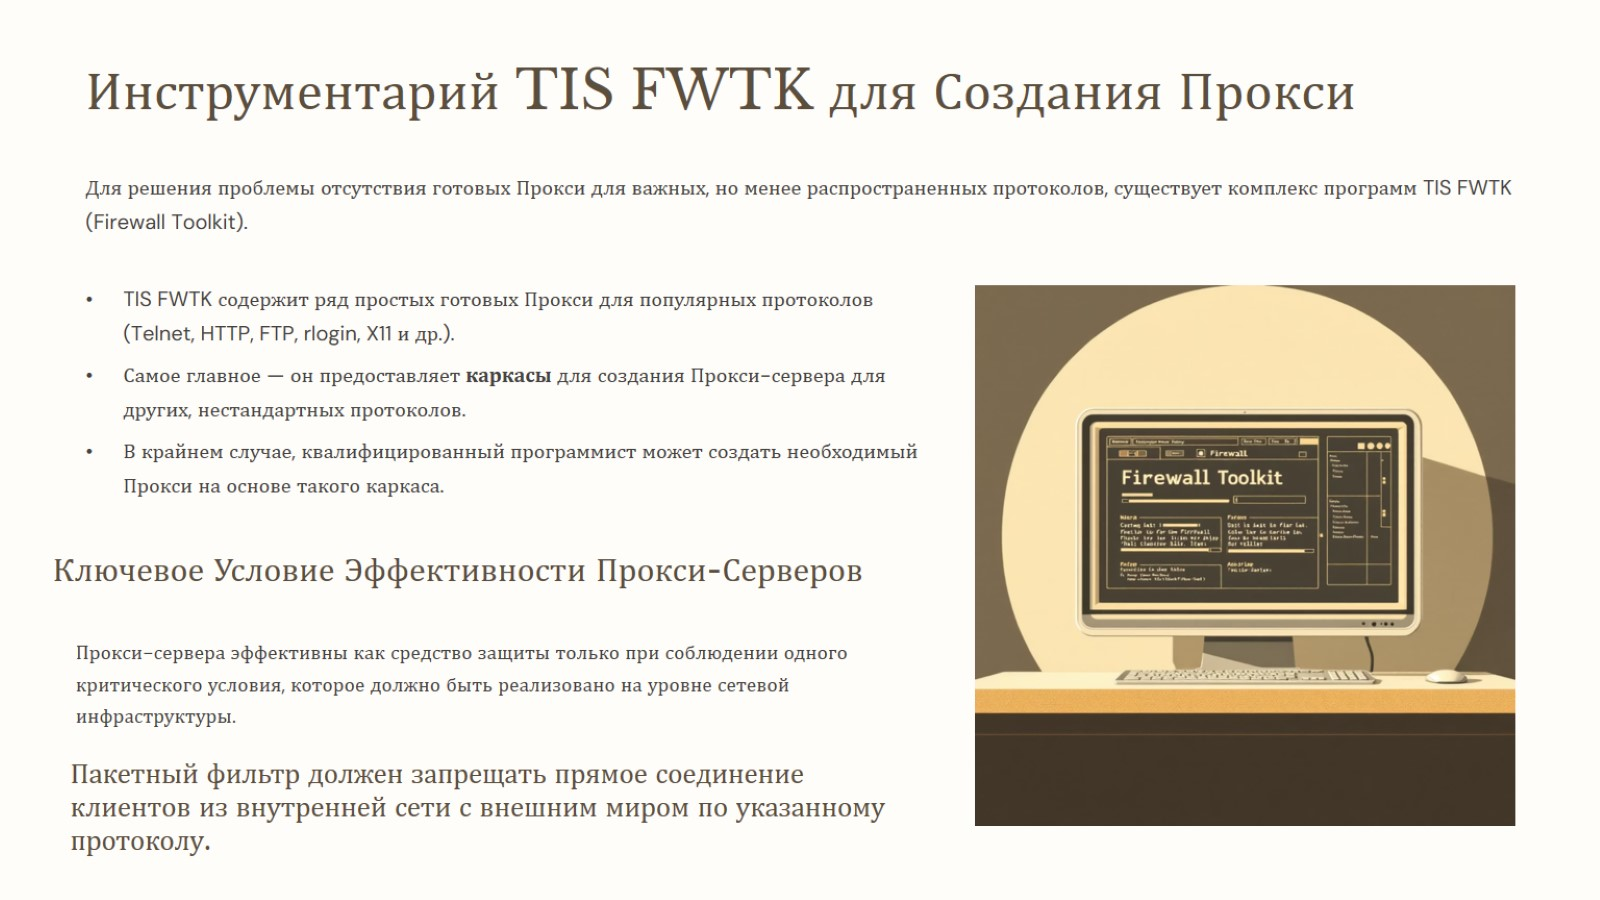 Инструментарий TIS FWTK для Создания Прокси
Для решения проблемы отсутствия готовых Прокси для важных, но менее распространенных протоколов, существует комплекс программ TIS FWTK
(Firewall Toolkit).
• TIS FWTK содержит ряд простых готовых Прокси для популярных протоколов
(Telnet, HTTP, FTP, rlogin, X11 и др.).
• Самое главное — он предоставляет каркасы для создания Прокси-сервера для
других, нестандартных протоколов.
• В крайнем случае, квалифицированный программист может создать необходимый
Прокси на основе такого каркаса.
Firewall
Firewall Toolkit
Ключевое Условие Эффективности Прокси-Серверов
Прокси-сервера эффективны как средство защиты только при соблюдении одного
критического условия, которое должно быть реализовано на уровне сетевой
инфраструктуры.
Пакетный фильтр должен запрещать прямое соединение
клиентов из внутренней сети с внешним миром по указанному
протоколу.